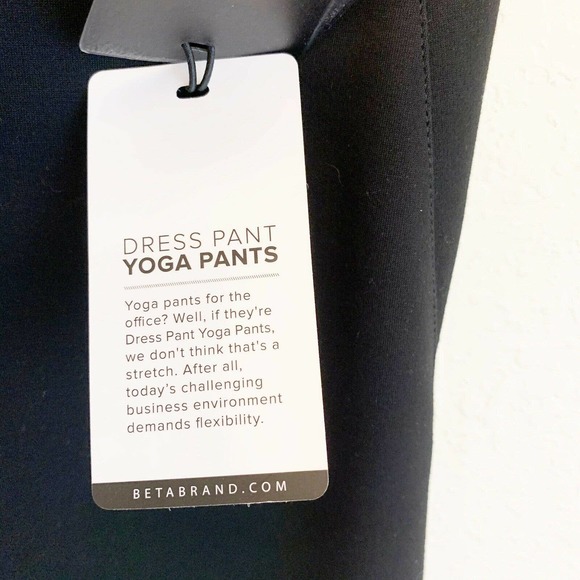 DRESS PANT
YOGA PANTS
Yoga pants for the
office? Well, if they're
Dress Pant Yoga Pants,
we don't think that's a
stretch. After all,
today's challenging
business environment
demands flexibility.
BETABRAND.COM